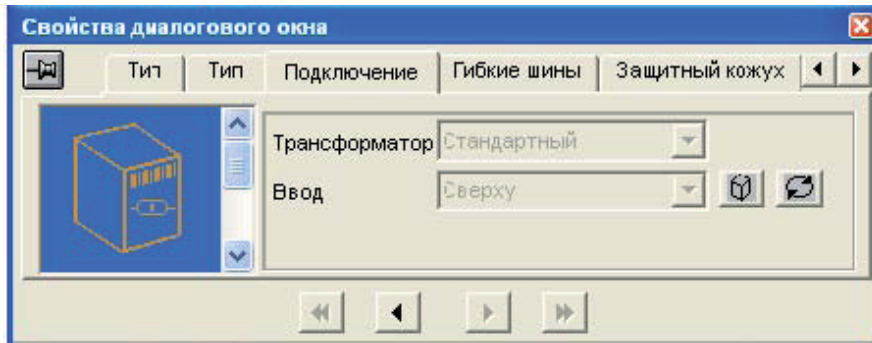 Свойства диалогового окна
Тип Тип Подключение Гибкие шины Защитный кожух
Трансформатор Стандартный
Ввод Сверху